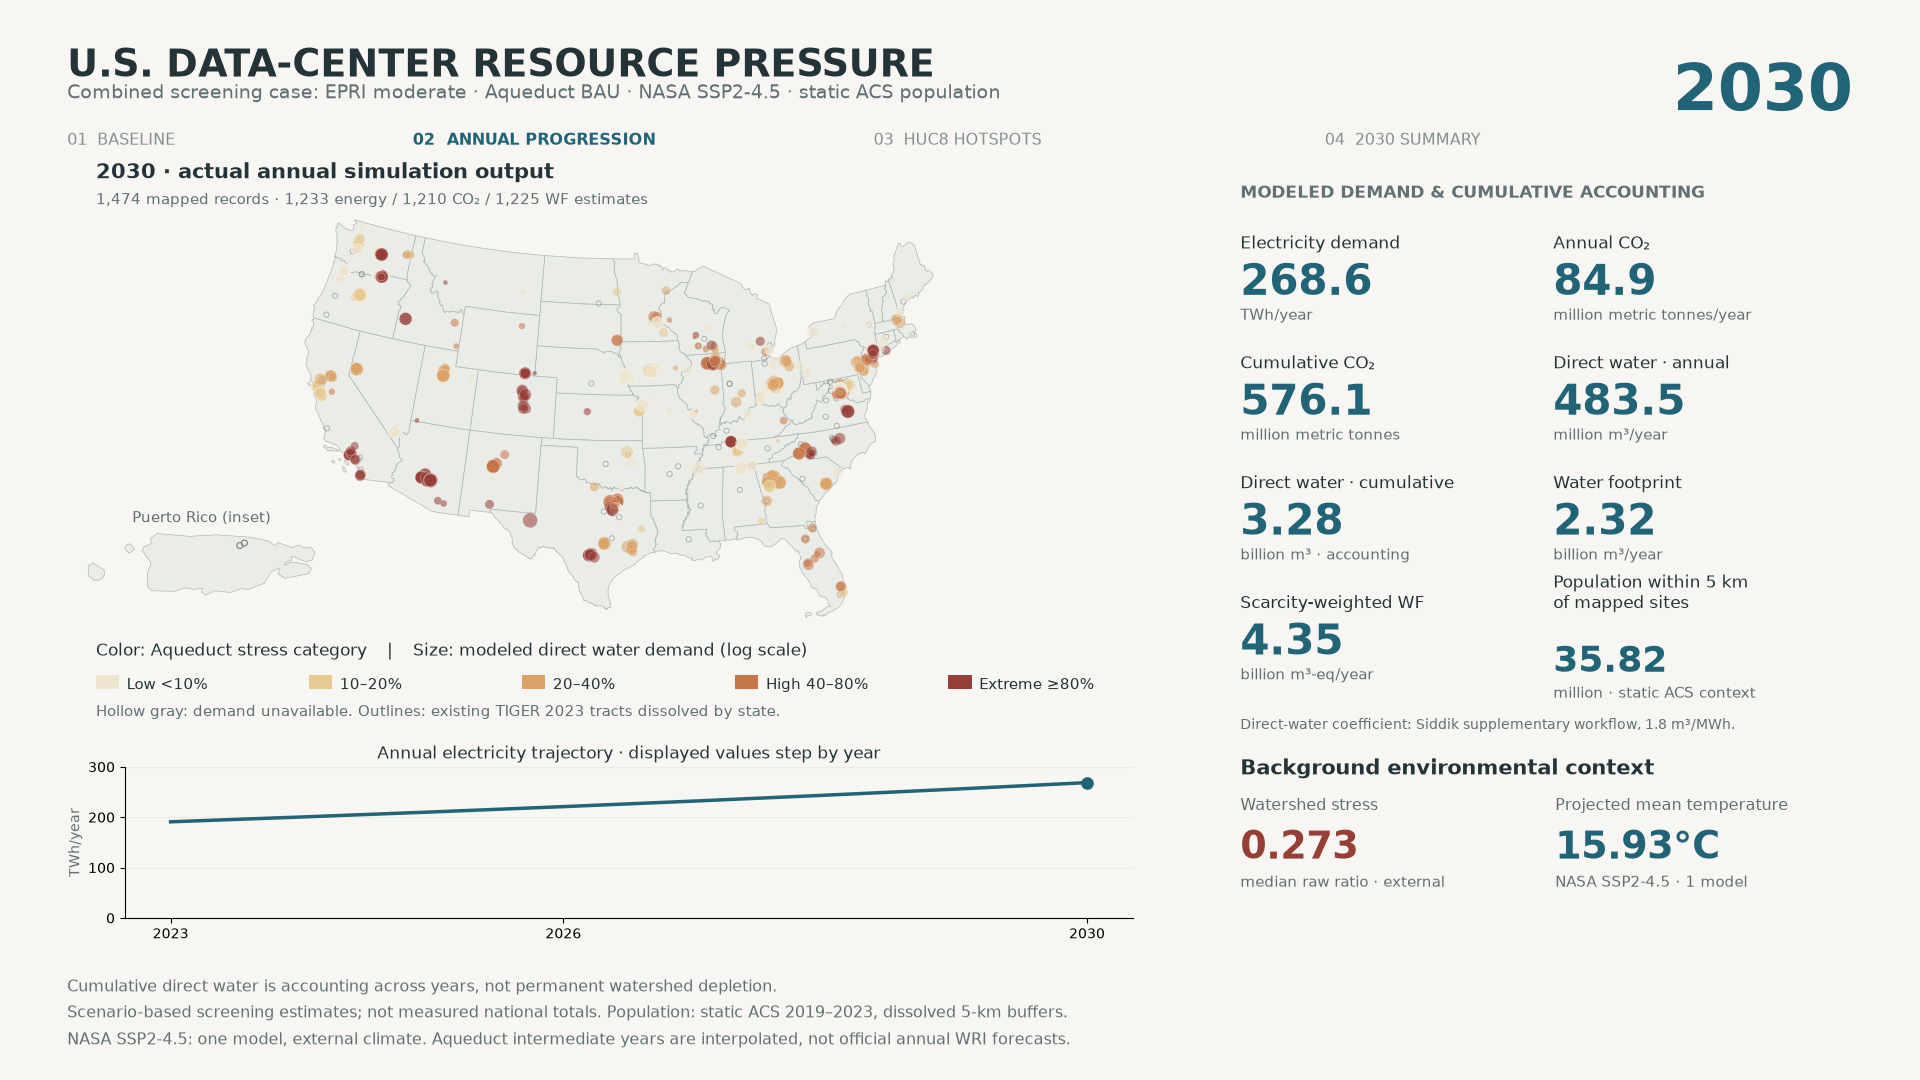 U.S. DATA-CENTER RESOURCE PRESSURE
Combined screening case: EPRI moderate · Aqueduct BAU · NASA SSP2-4.5 · static ACS population
2030
01 BASELINE
02 ANNUAL PROGRESSION
03 HUC8 HOTSPOTS
04 2030 SUMMARY
2030 · actual annual simulation output
1,474 mapped records · 1,233 energy / 1,210 CO₂ / 1,225 WF estimates
Puerto Rico (inset)
Color: Aqueduct stress category | Size: modeled direct water demand (log scale)
Low <10%
10–20%
20–40%
High 40–80%
Extreme ≥80%
Hollow gray: demand unavailable. Outlines: existing TIGER 2023 tracts dissolved by state.
Annual electricity trajectory · displayed values step by year
TWh/year
300
200
100
0
2023
2026
2030
MODELED DEMAND & CUMULATIVE ACCOUNTING
Electricity demand
268.6
TWh/year
Annual CO₂
84.9
million metric tonnes/year
Cumulative CO₂
576.1
million metric tonnes
Direct water · annual
483.5
million m³/year
Direct water · cumulative
3.28
billion m³ · accounting
Water footprint
2.32
billion m³/year
Scarcity-weighted WF
4.35
billion m³-eq/year
Population within 5 km
of mapped sites
35.82
million · static ACS context
Direct-water coefficient: Siddik supplementary workflow, 1.8 m³/MWh.
Background environmental context
Watershed stress
0.273
median raw ratio · external
Projected mean temperature
15.93°C
NASA SSP2-4.5 · 1 model
Cumulative direct water is accounting across years, not permanent watershed depletion.
Scenario-based screening estimates; not measured national totals. Population: static ACS 2019–2023, dissolved 5-km buffers.
NASA SSP2-4.5: one model, external climate. Aqueduct intermediate years are interpolated, not official annual WRI forecasts.